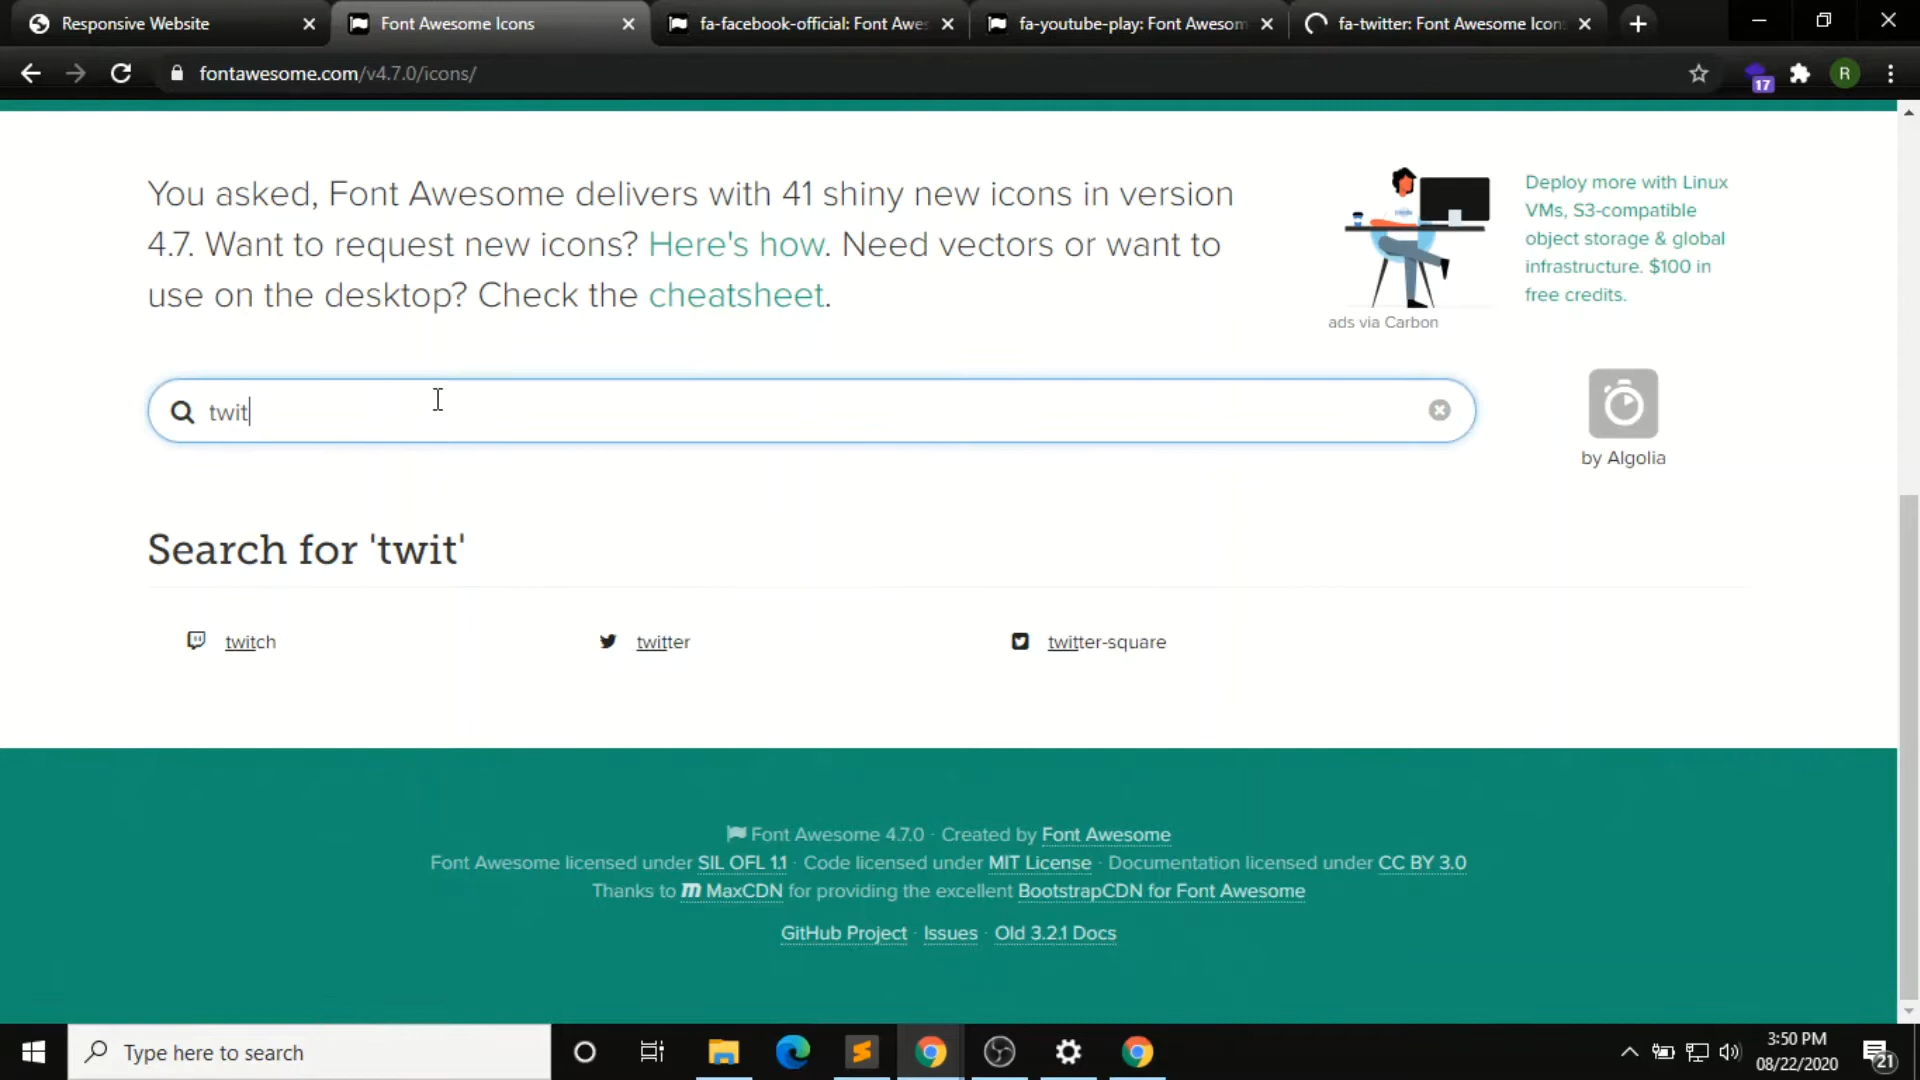 Responsive Website
Font Awesome Icons
fa-facebook-official: Font Awes
fa-youtube-play: Font Awesom
fa-twitter: Font Awesome Icon
fontawesome.com/v4.7.0/icons/
17
R
You asked, Font Awesome delivers with 41 shiny new icons in version
4.7. Want to request new icons? Here's how. Need vectors or want to
use on the desktop? Check the cheatsheet.
Deploy more with Linux
VMs, S3-compatible
object storage & global
infrastructure. $100 in
free credits.
ads via Carbon
twit
by Algolia
Search for 'twit'
twitch
twitter
twitter-square
Font Awesome 4.7.0 · Created by Font Awesome
Font Awesome licensed under SIL OFL 1.1 · Code licensed under MIT License · Documentation licensed under CC BY 3.0
Thanks to MaxCDN for providing the excellent BootstrapCDN for Font Awesome
GitHub Project · Issues · Old 3.2.1 Docs
Type here to search
3:50 PM
08/22/2020
21